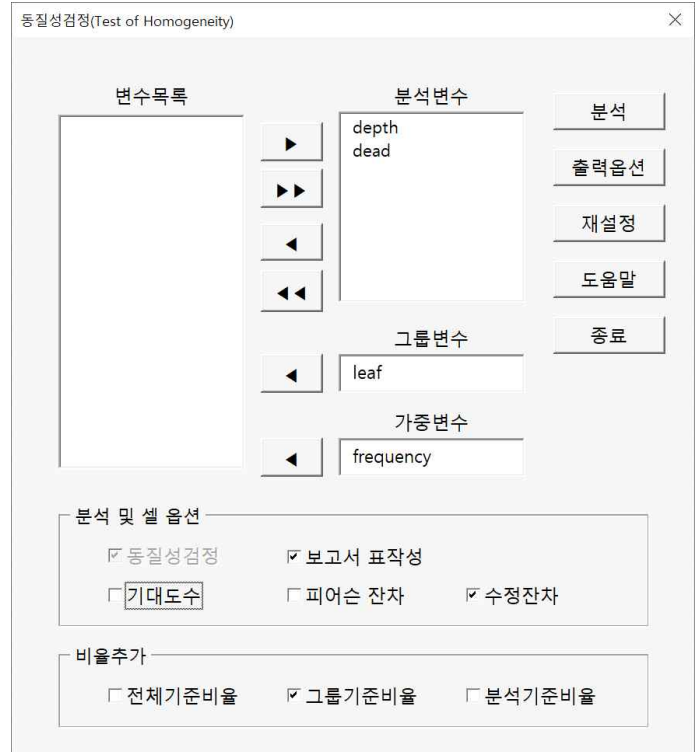 동질성검정(Test of Homogeneity)
변수목록
분석변수
depth
dead
분석
출력옵션
재설정
도움말
종료
그룹변수
leaf
가중변수
frequency
분석 및 셀 옵션
동질성검정
보고서 표작성
기대도수
피어슨 잔차
수정잔차
비율추가
전체기준비율
그룹기준비율
분석기준비율